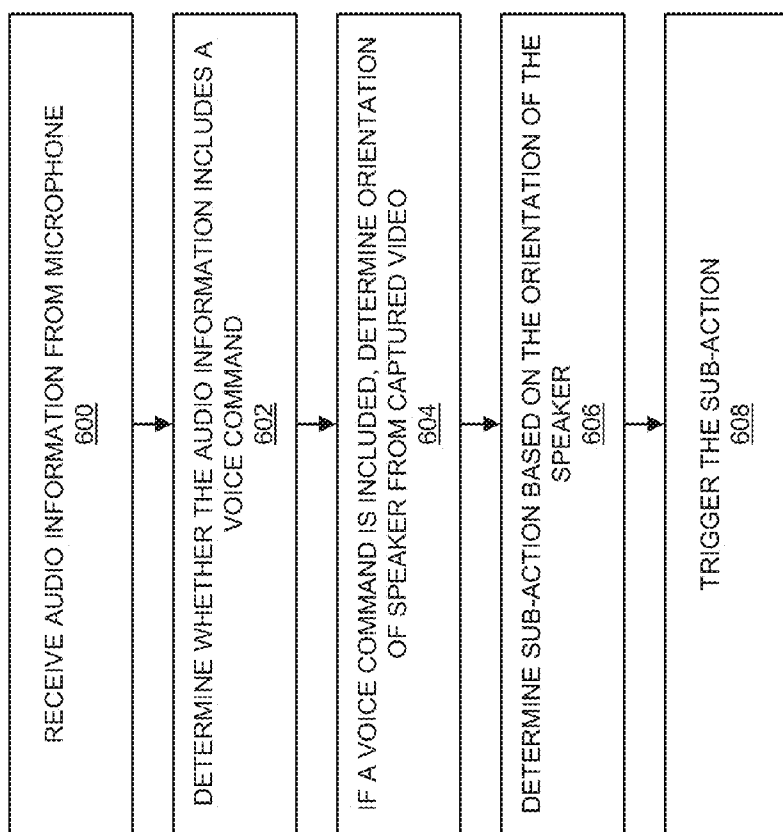 RECEIVE AUDIO INFORMATION FROM MICROPHONE
600
DETERMINE WHETHER THE AUDIO INFORMATION INCLUDES A
VOICE COMMAND
602
IF A VOICE COMMAND IS INCLUDED, DETERMINE ORIENTATION
OF SPEAKER FROM CAPTURED VIDEO
604
DETERMINE SUB-ACTION BASED ON THE ORIENTATION OF THE
SPEAKER
606
TRIGGER THE SUB-ACTION
608